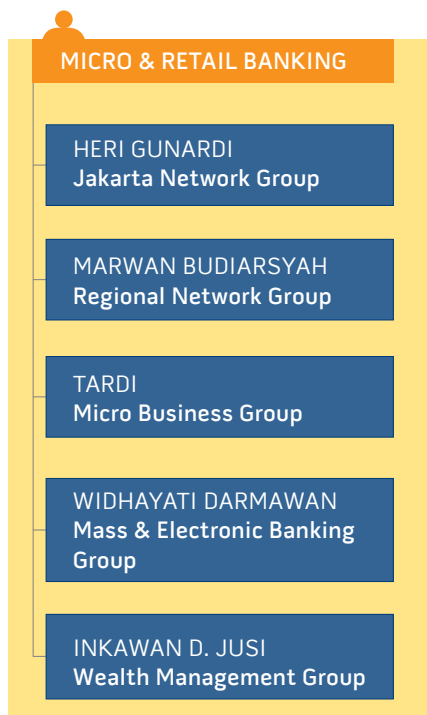 MICRO & RETAIL BANKING
HERI GUNARDI
Jakarta Network Group
MARWAN BUDIARSYAH
Regional Network Group
TARDI
Micro Business Group
WIDHAYATI DARMAWAN
Mass & Electronic Banking
Group
INKAWAN D. JUSI
Wealth Management Group